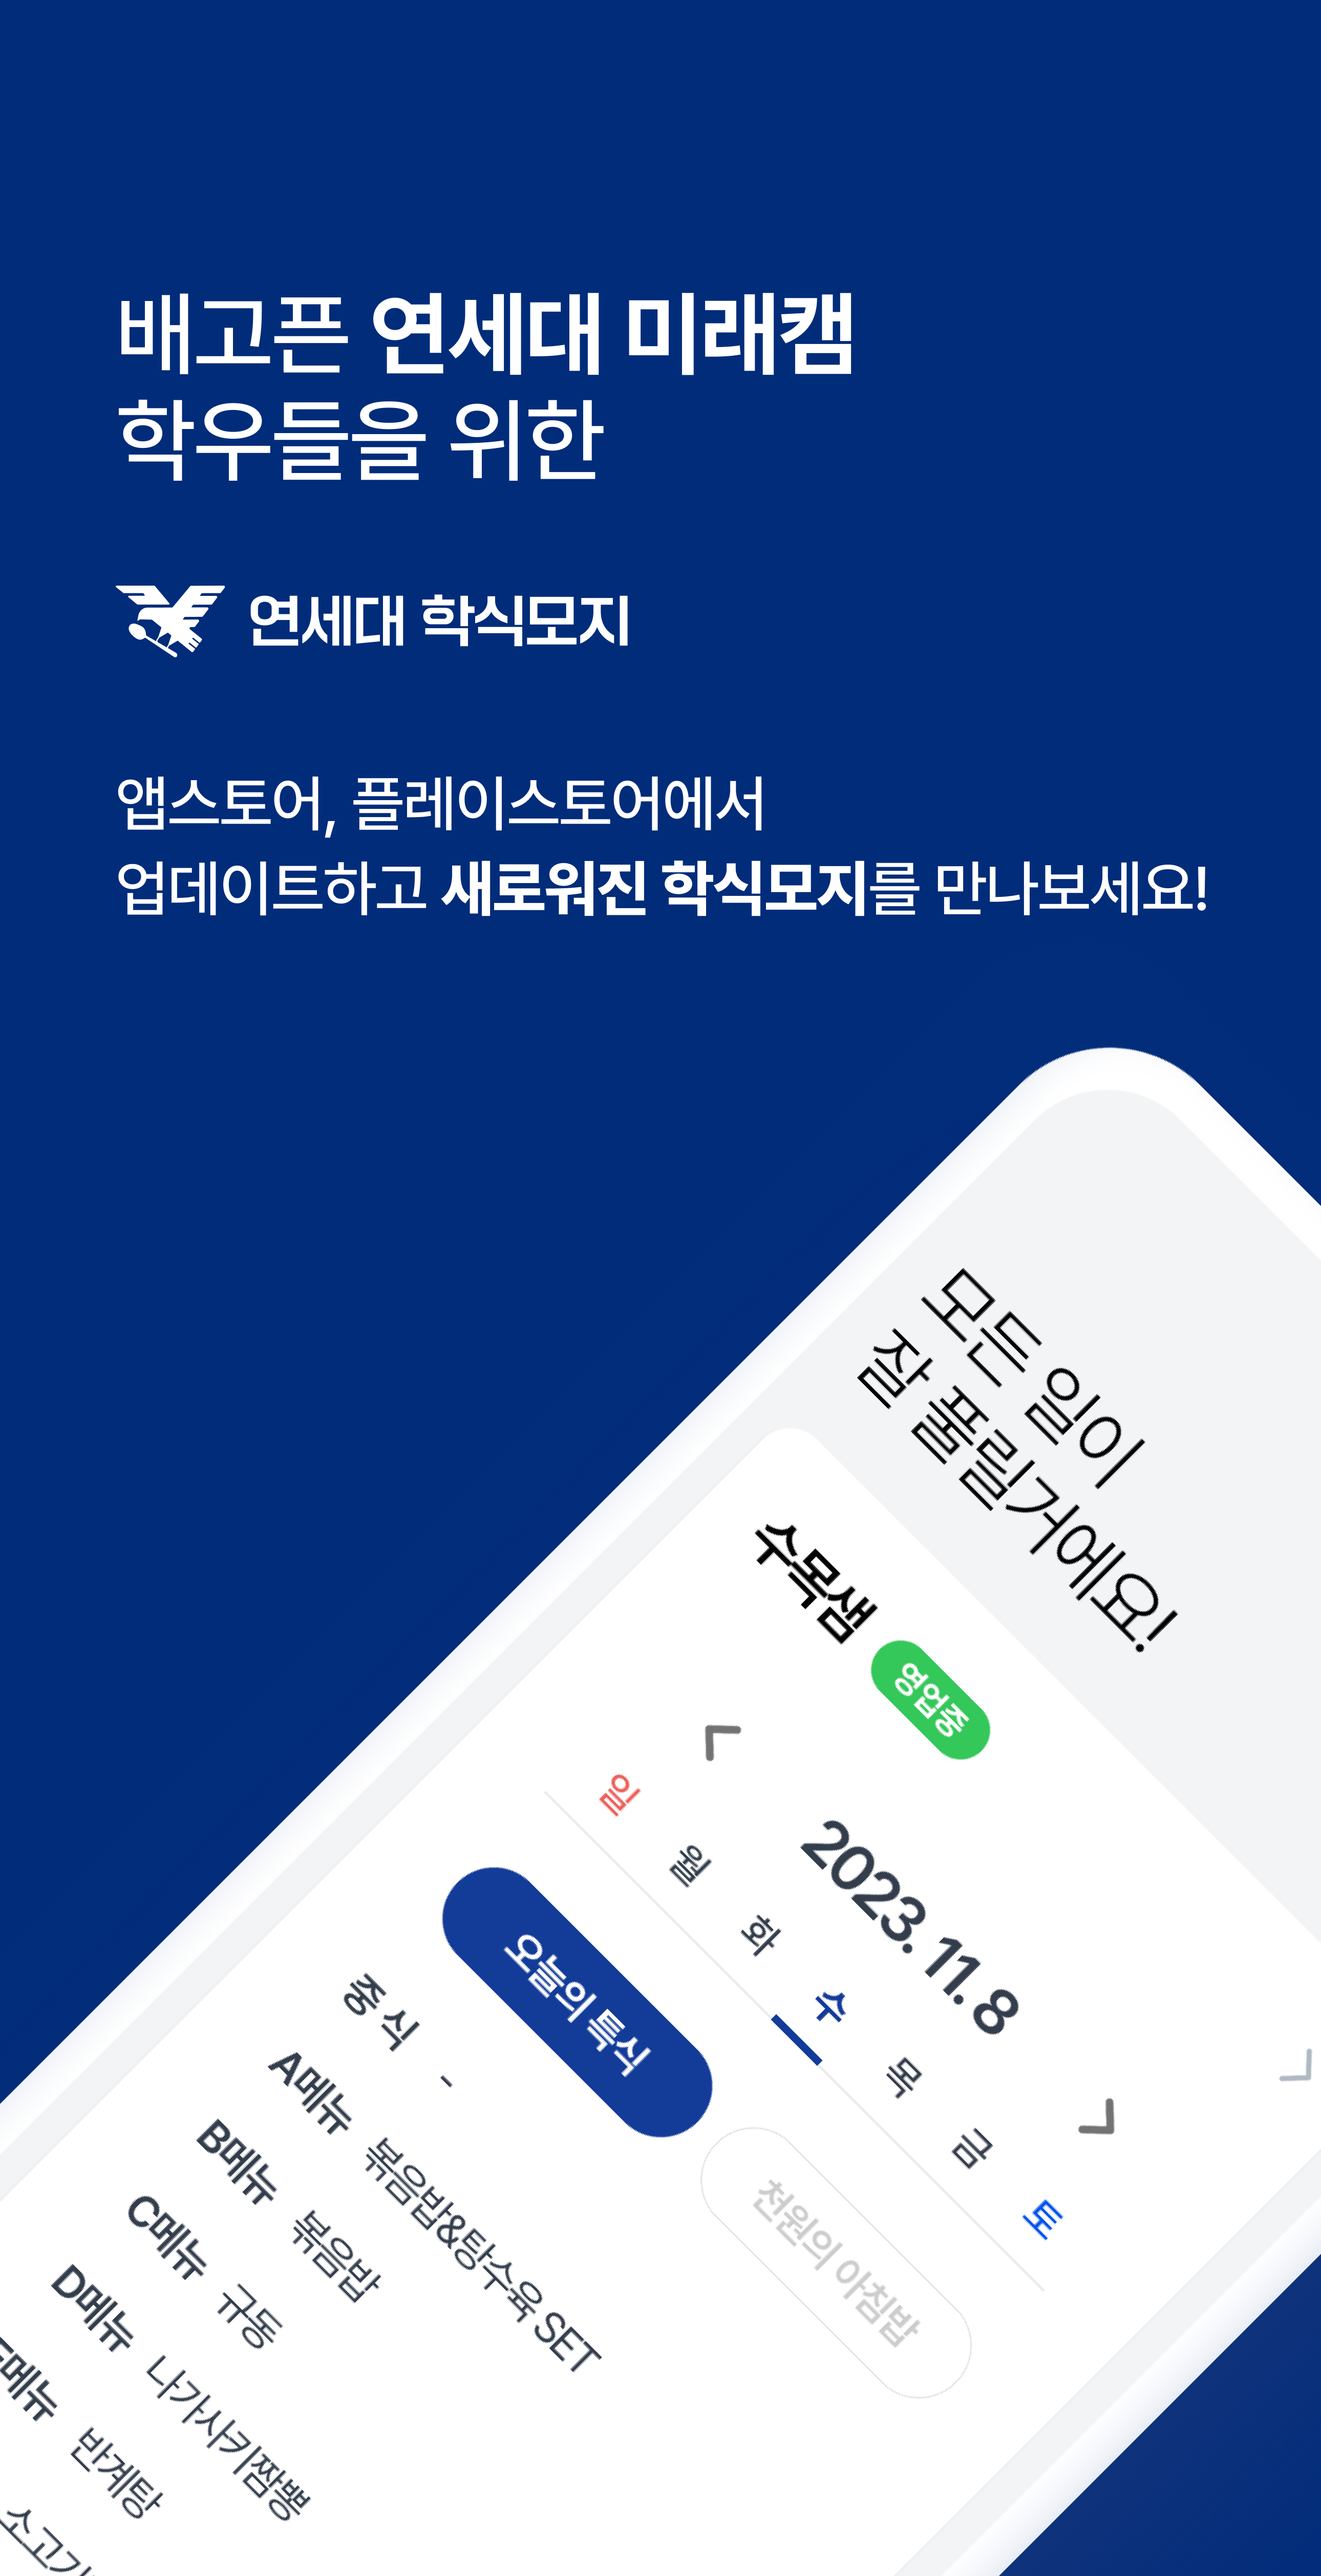 배고픈 연세대 미래캠
학우들을 위한
연세대 학식모지
앱스토어, 플레이스토어에서
업데이트하고 새로워진 학식모지를 만나보세요!
모든 일이
잘 풀릴거에요!
수목샘 영업중
2023. 11. 8
일 월 화 수 목 금 토
오늘의 특식 천원의 아침밥
중식 -
A메뉴 볶음밥&탕수육 SET
B메뉴 볶음밥
C메뉴 규동
D메뉴 나가사키짬뽕
메뉴 반계탕
소고기